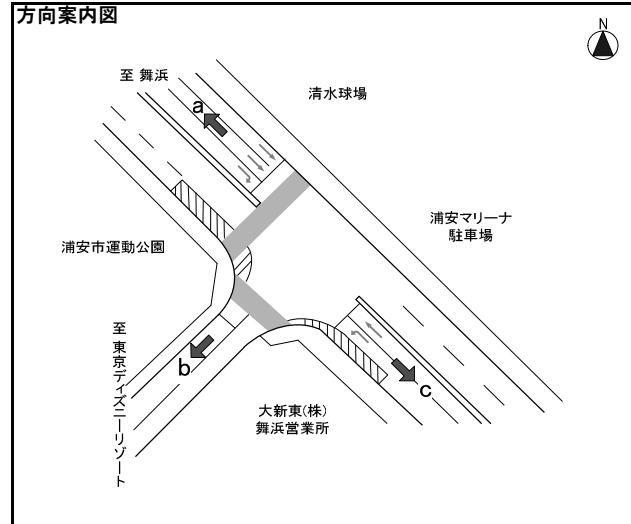 方向案内図
N
至 舞浜
清水球場
a
浦安マリーナ
駐車場
浦安市運動公園
至 東京ディズニーリゾート
b
c
大新東(株)
舞浜営業所